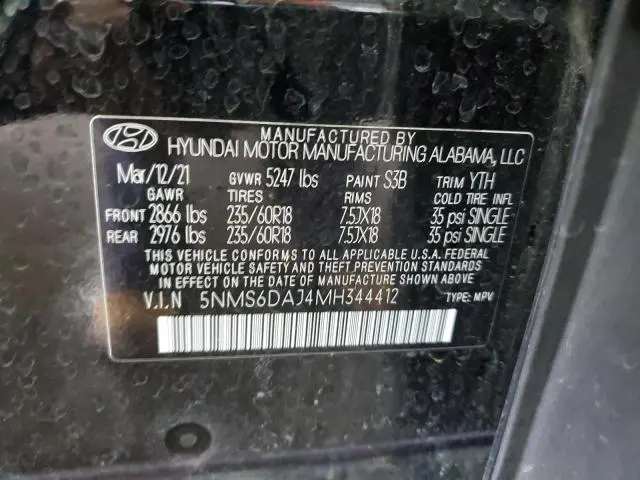 MANUFACTURED BY
HYUNDAI MOTOR MANUFACTURING ALABAMA, LLC
Mar/12/21 GVWR 5247 lbs PAINT S3B TRIM YTH
GAWR TIRES RIMS COLD TIRE INFL
FRONT 2866 lbs 235/60R18 7.5JX18 35 psi SINGLE
REAR 2976 lbs 235/60R18 7.5JX18 35 psi SINGLE
THIS VEHICLE CONFORMS TO ALL APPLICABLE U.S.A. FEDERAL
MOTOR VEHICLE SAFETY AND THEFT PREVENTION STANDARDS
IN EFFECT ON THE DATE OF MANUFACTURE SHOWN ABOVE.
V.I.N 5NMS6DAJ4MH344412 TYPE: MPV